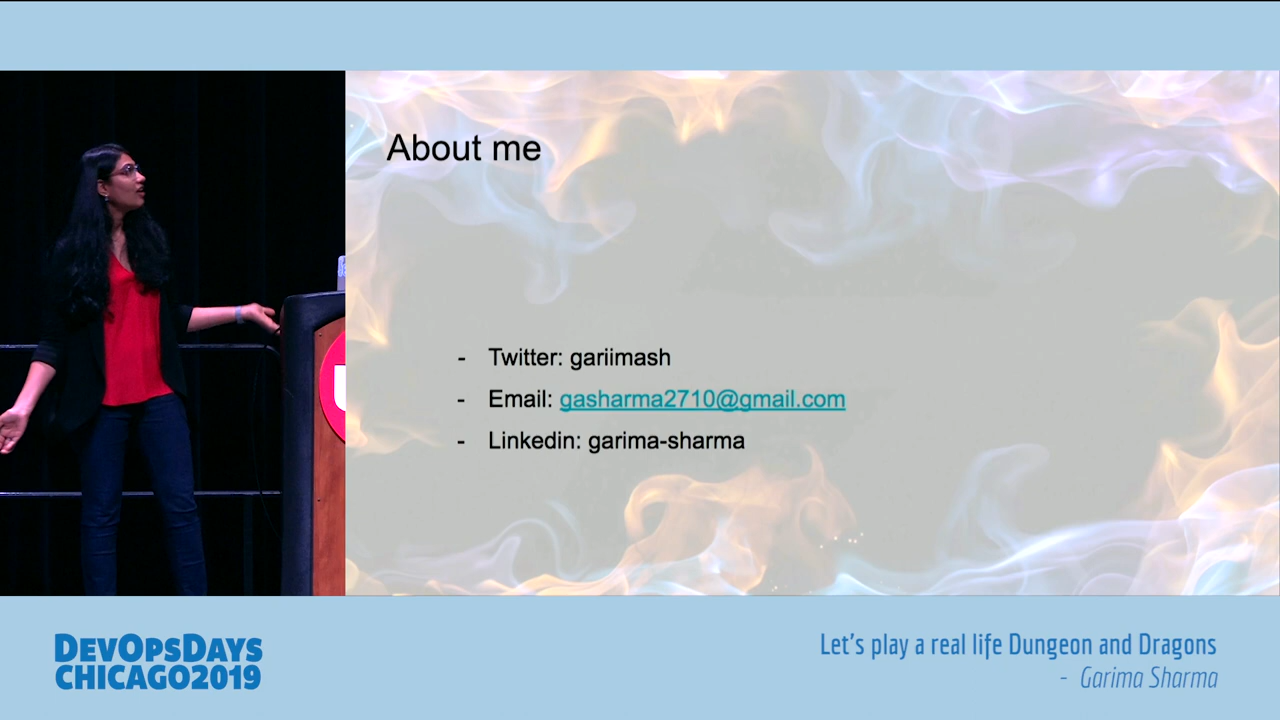 About me
- Twitter: gariimash
- Email: gasharma2710@gmail.com
- Linkedin: garima-sharma
DEVOPSDAYS
CHICAGO2019
Let's play a real life Dungeon and Dragons
- Garima Sharma